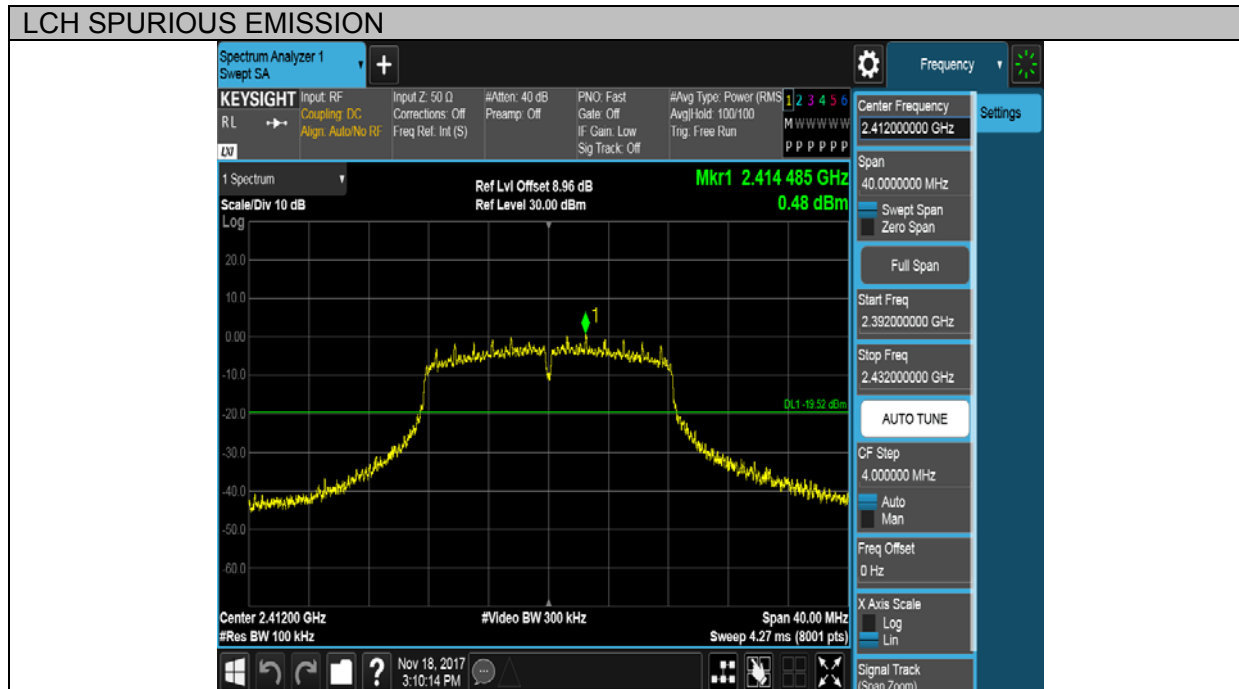 LCH SPURIOUS EMISSION
Spectrum Analyzer 1
Swept SA
Frequency
KEYSIGHT
RL
LXI
Input: RF
Coupling: DC
Align: Auto/No RF
Input Z: 50 Ω
Corrections: Off
Freq Ref: Int (S)
#Atten: 40 dB
Preamp: Off
PNO: Fast
Gate: Off
IF Gain: Low
Sig Track: Off
#Avg Type: Power (RMS
Avg|Hold: 100/100
Trig: Free Run
1 2 3 4 5 6
M W W W W W
P P P P P P
1 Spectrum
Scale/Div 10 dB
Ref Lvl Offset 8.96 dB
Ref Level 30.00 dBm
Mkr1 2.414 485 GHz
0.48 dBm
Log
20.0
10.0
0.00
-10.0
-20.0
-30.0
-40.0
-50.0
-60.0
1
DL1 -19.52 dBm
Center 2.41200 GHz
#Res BW 100 kHz
#Video BW 300 kHz
Span 40.00 MHz
Sweep 4.27 ms (8001 pts)
?
Nov 18, 2017
3:10:14 PM
Center Frequency
2.412000000 GHz
Settings
Span
40.0000000 MHz
Swept Span
Zero Span
Full Span
Start Freq
2.392000000 GHz
Stop Freq
2.432000000 GHz
AUTO TUNE
CF Step
4.000000 MHz
Auto
Man
Freq Offset
0 Hz
X Axis Scale
Log
Lin
Signal Track
(Span Zoom)